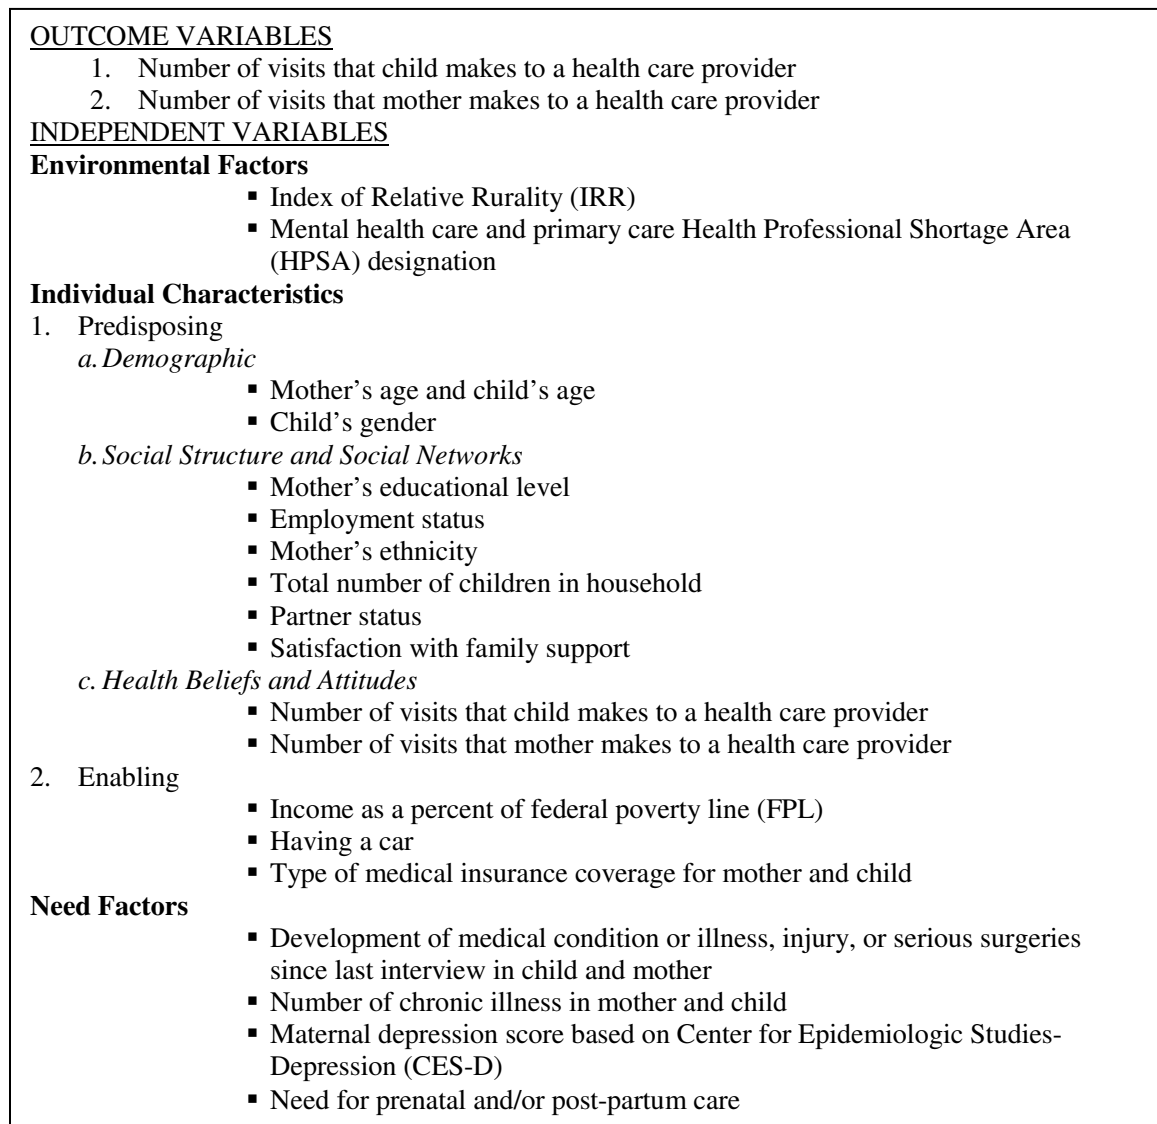 OUTCOME VARIABLES
1. Number of visits that child makes to a health care provider
2. Number of visits that mother makes to a health care provider
INDEPENDENT VARIABLES
Environmental Factors
▪ Index of Relative Rurality (IRR)
▪ Mental health care and primary care Health Professional Shortage Area
(HPSA) designation
Individual Characteristics
1. Predisposing
a. Demographic
▪ Mother’s age and child’s age
▪ Child’s gender
b. Social Structure and Social Networks
▪ Mother’s educational level
▪ Employment status
▪ Mother’s ethnicity
▪ Total number of children in household
▪ Partner status
▪ Satisfaction with family support
c. Health Beliefs and Attitudes
▪ Number of visits that child makes to a health care provider
▪ Number of visits that mother makes to a health care provider
2. Enabling
▪ Income as a percent of federal poverty line (FPL)
▪ Having a car
▪ Type of medical insurance coverage for mother and child
Need Factors
▪ Development of medical condition or illness, injury, or serious surgeries
since last interview in child and mother
▪ Number of chronic illness in mother and child
▪ Maternal depression score based on Center for Epidemiologic Studies-
Depression (CES-D)
▪ Need for prenatal and/or post-partum care